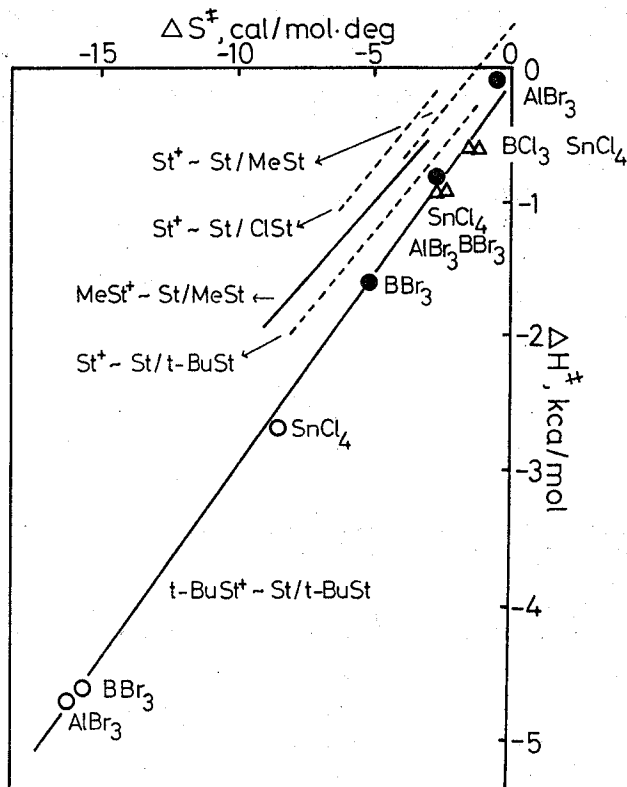 ΔS‡, cal/mol·deg
-15 -10 -5 0
0
AlBr3
St+ ~ St/MeSt
BCl3 SnCl4
-1
St+ ~ St/ClSt
SnCl4
AlBr3 BBr3
MeSt+ ~ St/MeSt
BBr3
-2
St+ ~ St/t-BuSt
ΔH‡, kca/mol
SnCl4
-3
t-BuSt+ ~ St/t-BuSt
-4
BBr3
AlBr3
-5